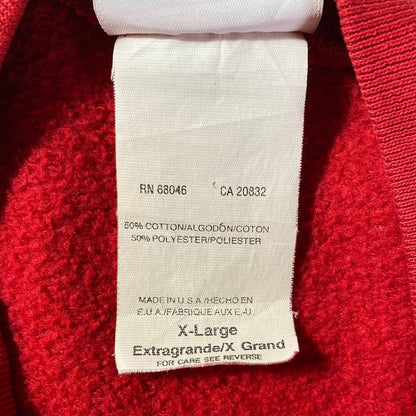 RN 68046 CA 20832
50% COTTON/ALGODÓN/COTON
50% POLYESTER/POLIESTER
MADE IN U.S.A./HECHO EN
E.U.A./FABRIQUE AUX E.-U.
X-Large
Extragrande/X Grand
FOR CARE SEE REVERSE